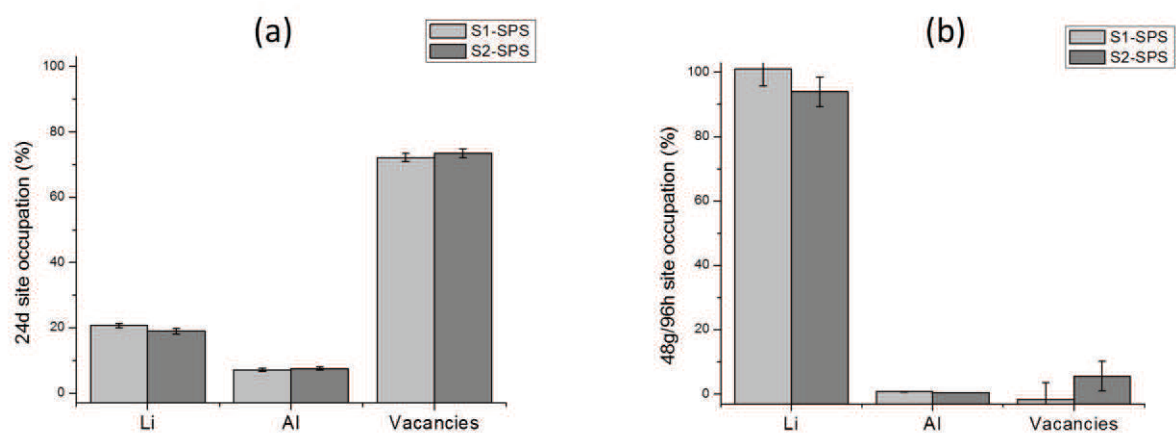 (a)
S1-SPS
S2-SPS
24d site occupation (%)
100
80
60
40
20
0
Li
Al
Vacancies
(b)
S1-SPS
S2-SPS
48g/96h site occupation (%)
100
80
60
40
20
0
Li
Al
Vacancies